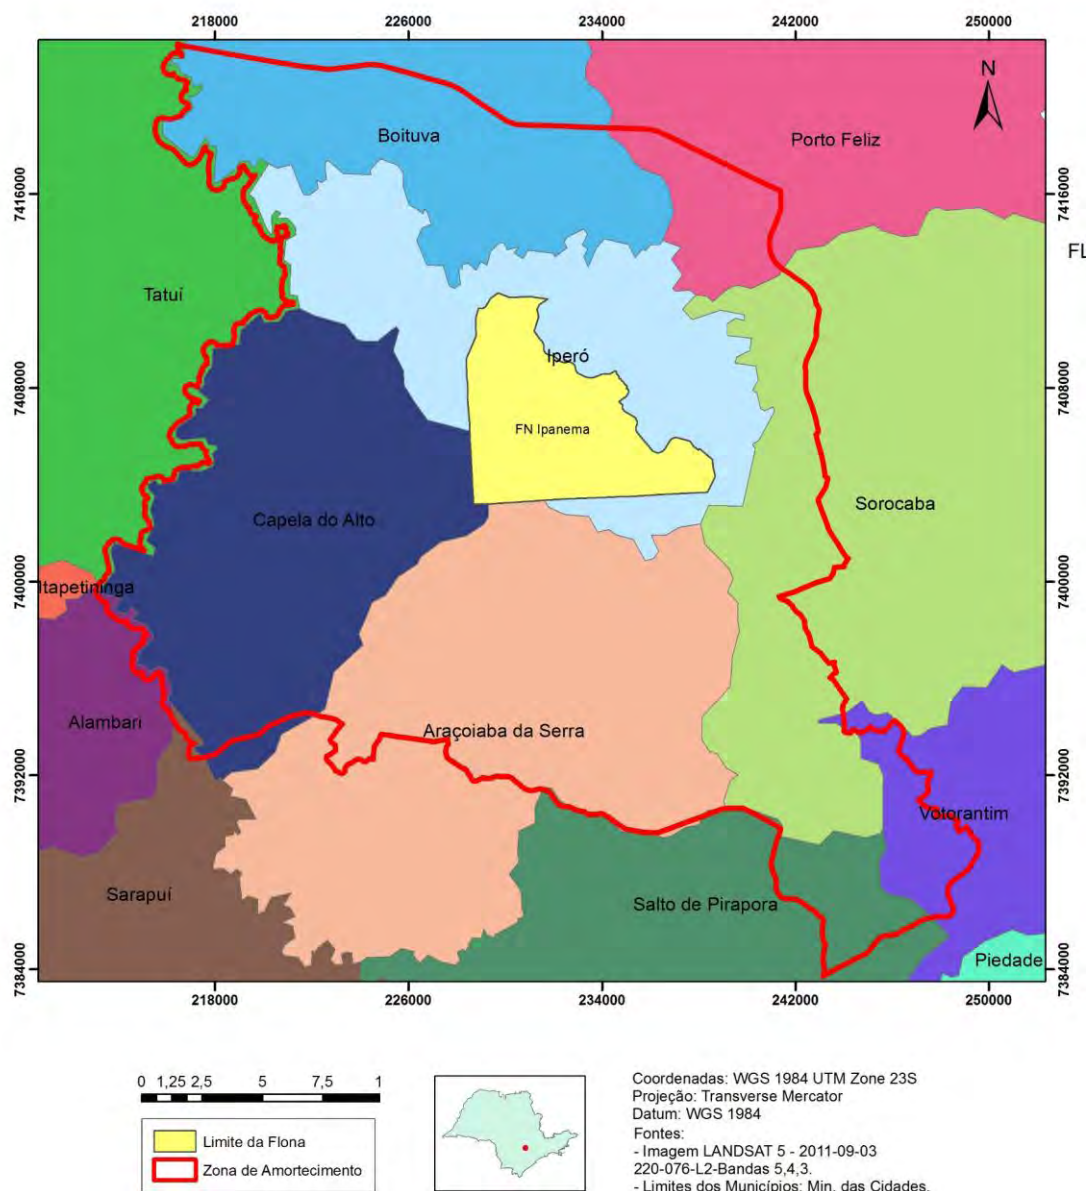 218000 226000 234000 242000 250000
N
Boituva
Porto Feliz
7416000 7416000
FL
Tatuí
Iperó
7408000 7408000
FN Ipanema
Capela do Alto
Sorocaba
7400000 7400000
Itapetininga
Alambari
Araçoiaba da Serra
7392000 7392000
Votorantim
Sarapuí
Salto de Pirapora
Piedade
7384000 7384000
218000 226000 234000 242000 250000
0 1,25 2,5 5 7,5 1
Limite da Flona
Zona de Amortecimento
Coordenadas: WGS 1984 UTM Zone 23S
Projeção: Transverse Mercator
Datum: WGS 1984
Fontes:
- Imagem LANDSAT 5 - 2011-09-03
220-076-L2-Bandas 5,4,3.
- Limites dos Municípios: Min. das Cidades.